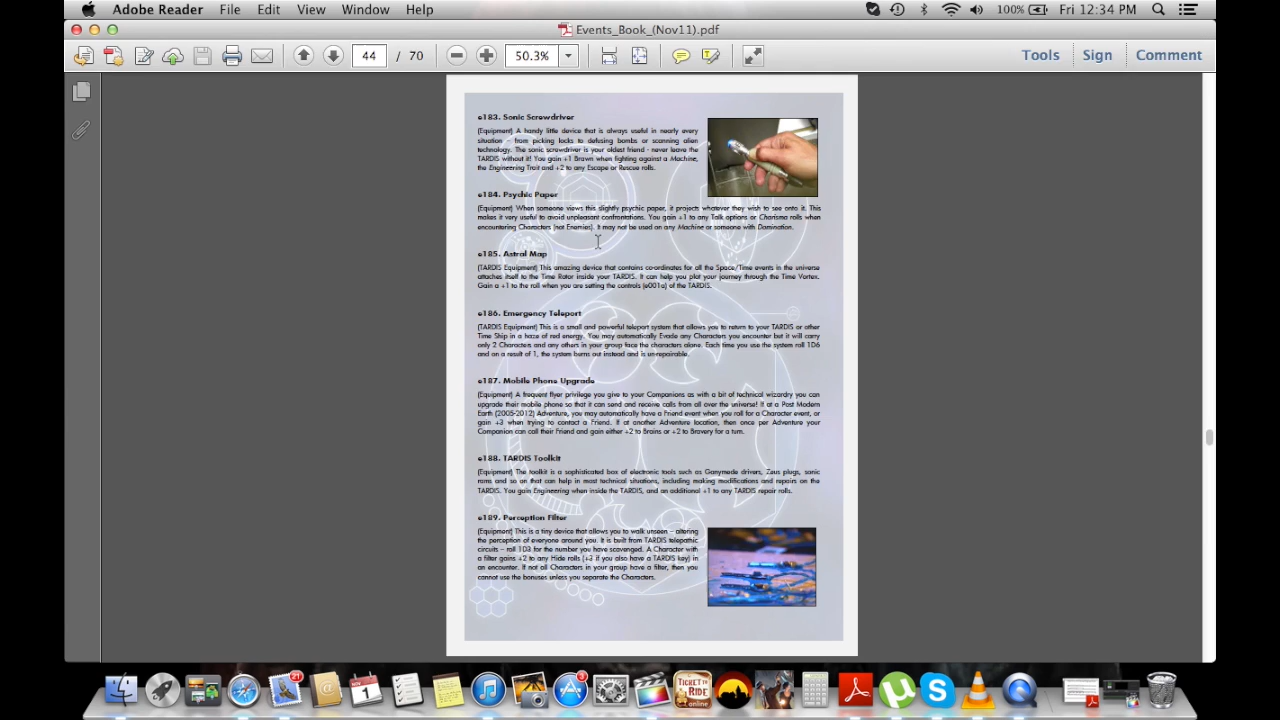 Adobe Reader File Edit View Window Help 100% Fri 12:34 PM
Events_Book_(Nov11).pdf
44 / 70 50.3% Tools Sign Comment
e183. Sonic Screwdriver
(Equipment) A handy little device that is always useful in nearly every
situation – from picking locks to defusing bombs or scanning alien
technology. The sonic screwdriver is your oldest friend - never leave the
TARDIS without it! You gain +1 Brawn when fighting against a Machine,
the Engineering Trait and +2 to any Escape or Rescue rolls.
e184. Psychic Paper
(Equipment) When someone views this slightly psychic paper, it projects whatever they wish to see onto it. This
makes it very useful to avoid unpleasant confrontations. You gain +1 to any Talk options or Charisma rolls when
encountering Characters (not Enemies). It may not be used on any Machine or someone with Domination.
e185. Astral Map
(TARDIS Equipment) This amazing device that contains co-ordinates for all the Space/Time events in the universe
attaches itself to the Time Rotor inside your TARDIS. It can help you plot your journey through the Time Vortex.
Gain a +1 to the roll when you are setting the controls (e001a) of the TARDIS.
e186. Emergency Teleport
(TARDIS Equipment) This is a small and powerful teleport system that allows you to return to your TARDIS or other
Time Ship in a haze of red energy. You may automatically Evade any Characters you encounter but it will carry
only 2 Characters and any others in your group face the characters alone. Each time you use the system roll 1D6
and on a result of 1, the system burns out instead and is un-repairable.
e187. Mobile Phone Upgrade
(Equipment) A frequent flyer privilege you give to your Companions as with a bit of technical wizardry you can
upgrade their mobile phone so that it can send and receive calls from all over the universe! If at a Post Modern
Earth (2005-2012) Adventure, you may automatically have a Friend event when you roll for a Character event, or
gain +3 when trying to contact a Friend. If at another Adventure location, then once per Adventure your
Companion can call their Friend and gain either +2 to Brains or +2 to Bravery for a turn.
e188. TARDIS Toolkit
(Equipment) The toolkit is a sophisticated box of electronic tools such as Ganymede drivers, Zeus plugs, sonic
rams and so on that can help in most technical situations, including making modifications and repairs on the
TARDIS. You gain Engineering when inside the TARDIS, and an additional +1 to any TARDIS repair rolls.
e189. Perception Filter
(Equipment) This is a tiny device that allows you to walk unseen – altering
the perception of everyone around you. It is built from TARDIS telepathic
circuits – roll 1D3 for the number you have scavenged. A Character with
a filter gains +2 to any Hide rolls (+3 if you also have a TARDIS key) in
an encounter. If not all Characters in your group have a filter, then you
cannot use the bonuses unless you separate the Characters.
21 NOV 1 3 TICKET TO RIDE online